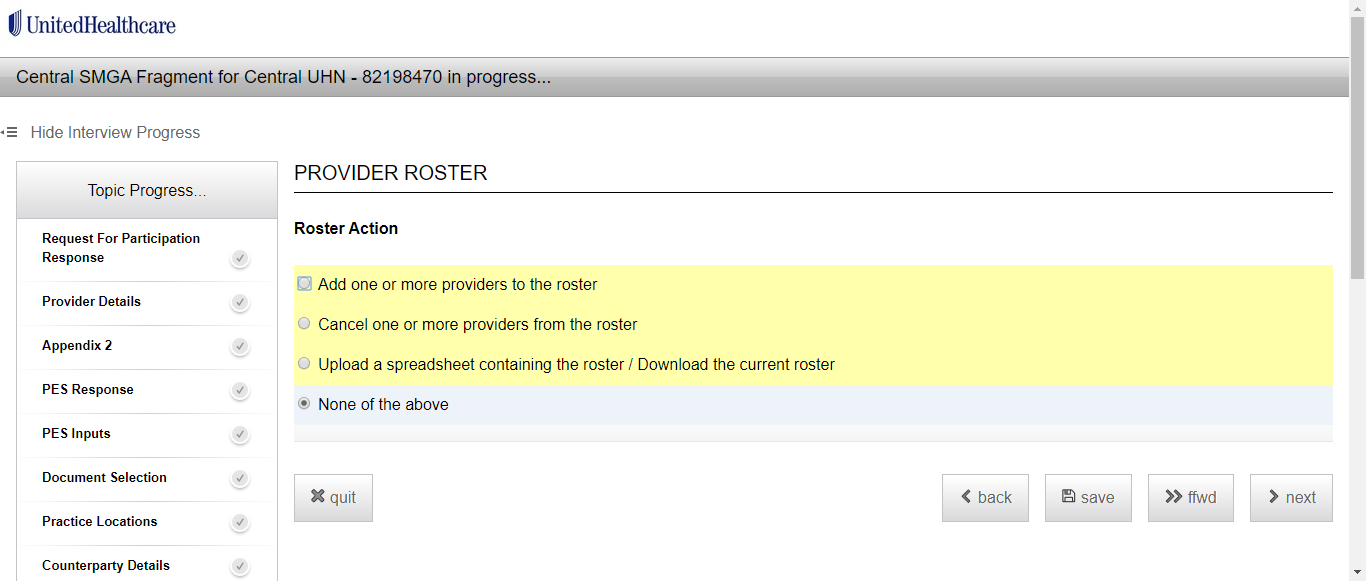 UnitedHealthcare
Central SMGA Fragment for Central UHN - 82198470 in progress...
Hide Interview Progress
Topic Progress...
Request For Participation
Response
Provider Details
Appendix 2
PES Response
PES Inputs
Document Selection
Practice Locations
Counterparty Details
PROVIDER ROSTER
Roster Action
Add one or more providers to the roster
Cancel one or more providers from the roster
Upload a spreadsheet containing the roster / Download the current roster
None of the above
quit
back
save
ffwd
next